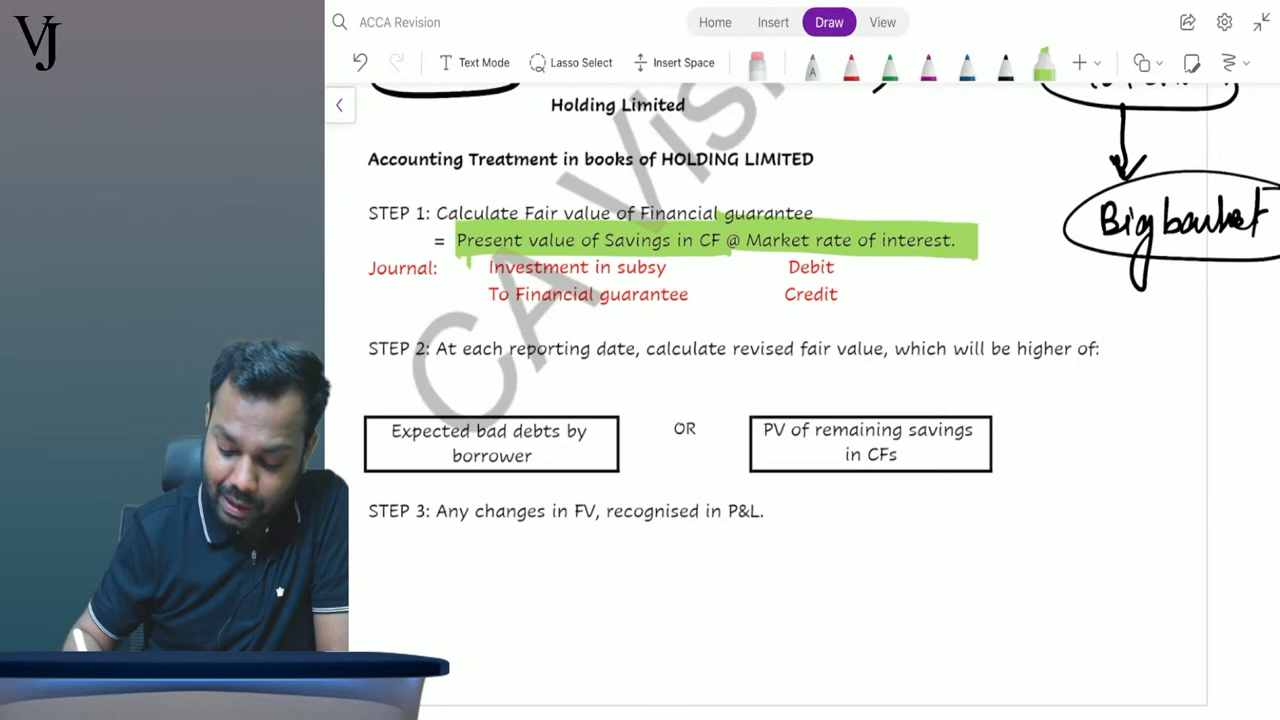 VJ
ACCA Revision
Home Insert Draw View
Text Mode Lasso Select Insert Space
Holding Limited
Accounting Treatment in books of HOLDING LIMITED
STEP 1: Calculate Fair value of Financial guarantee
= Present value of Savings in CF @ Market rate of interest.
Journal: Investment in subsy Debit
To Financial guarantee Credit
STEP 2: At each reporting date, calculate revised fair value, which will be higher of:
Expected bad debts by
borrower
OR
PV of remaining savings
in CFs
STEP 3: Any changes in FV, recognised in P&L.
CA Vis